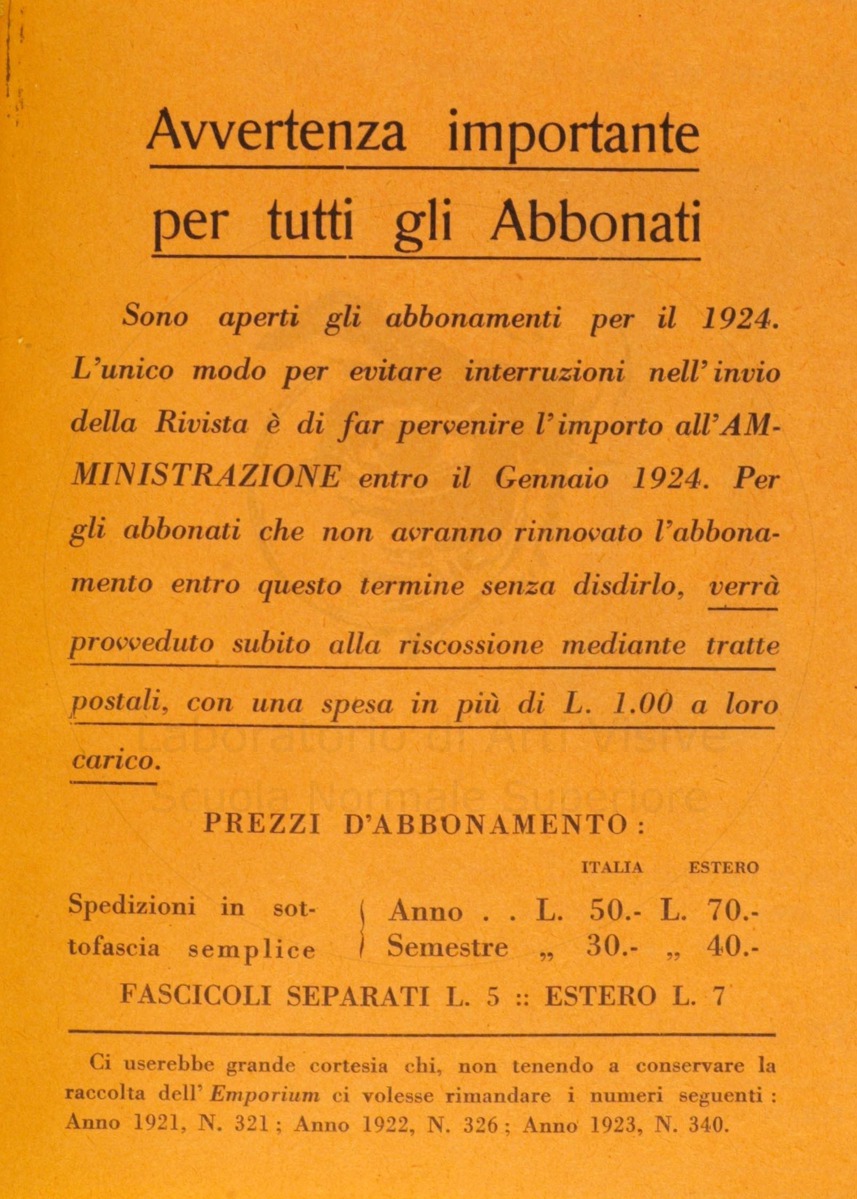 Avvertenza importante
per tutti gli Abbonati
Sono aperti gli abbonamenti per il 1924.
L'unico modo per evitare interruzioni nell'invio
della Rivista è di far pervenire l'importo all'AM-
MINISTRAZIONE entro il Gennaio 1924. Per
gli abbonati che non avranno rinnovato l'abbona-
mento entro questo termine senza disdirlo, verrà
provveduto subito alla riscossione mediante tratte
postali, con una spesa in più di L. 1.00 a loro
Laboratorio di Arti Visive
carico.
Scuola Normale Superiore
PREZZI D'ABBONAMENTO :
ITALIA ESTERO
Spedizioni in sot- { Anno . . L. 50.- L. 70.-
tofascia semplice Semestre „ 30.- „ 40.-
FASCICOLI SEPARATI L. 5 :: ESTERO L. 7
Ci userebbe grande cortesia chi, non tenendo a conservare la
raccolta dell' Emporium ci volesse rimandare i numeri seguenti :
Anno 1921, N. 321 ; Anno 1922, N. 326 ; Anno 1923, N. 340.